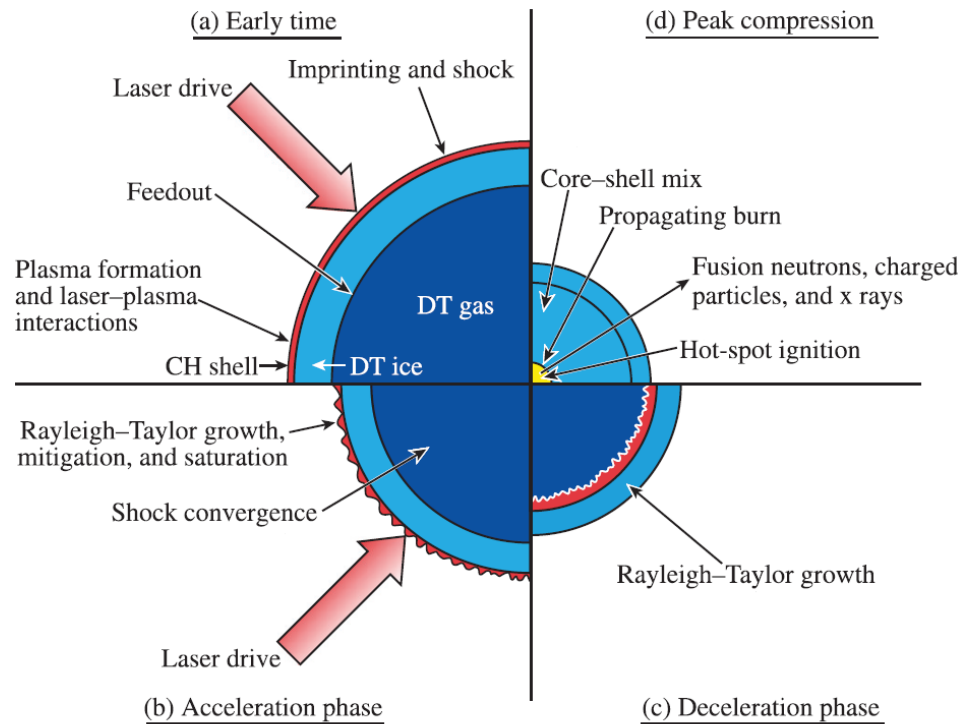 (a) Early time
Laser drive
Imprinting and shock
Feedout
Plasma formation
and laser–plasma
interactions
CH shell
DT gas
DT ice
(d) Peak compression
Core–shell mix
Propagating burn
Fusion neutrons, charged
particles, and x rays
Hot-spot ignition
Rayleigh–Taylor growth,
mitigation, and saturation
Shock convergence
Laser drive
(b) Acceleration phase
Rayleigh–Taylor growth
(c) Deceleration phase